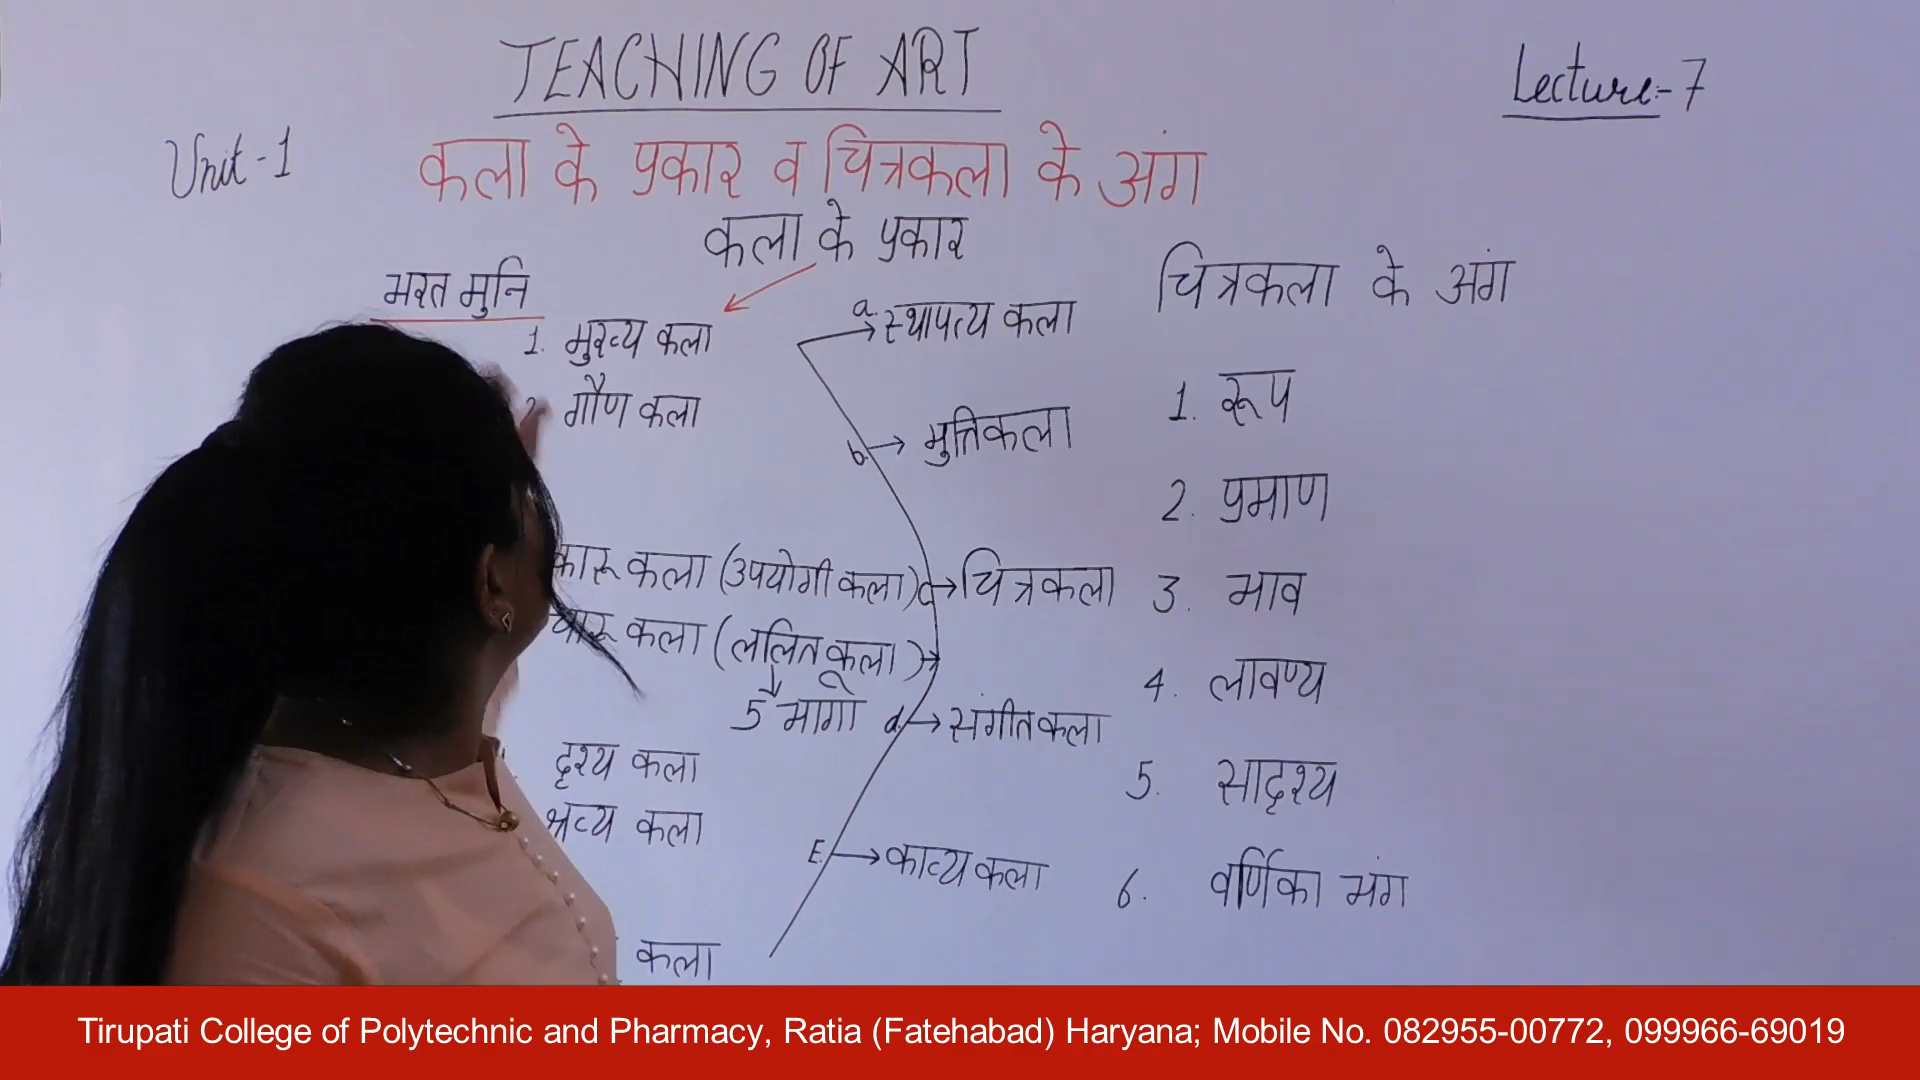 TEACHING OF ART
Lecture:-7
Unit-1
कला के प्रकार व चित्रकला के अंग
कला के प्रकार
भरत मुनि
1. मुख्य कला
2. गौण कला
कारू कला (उपयोगी कला)
चारू कला (ललित कला) →
5 भागों
दृश्य कला
श्रव्य कला
कला
a. → स्थापत्य कला
b. → मुर्त्तिकला
c → चित्रकला
d. → संगीतकला
E. → काव्य कला
चित्रकला के अंग
1. रूप
2. प्रमाण
3. भाव
4. लावण्य
5. सादृश्य
6. वर्णिका भंग
Tirupati College of Polytechnic and Pharmacy, Ratia (Fatehabad) Haryana; Mobile No. 082955-00772, 099966-69019